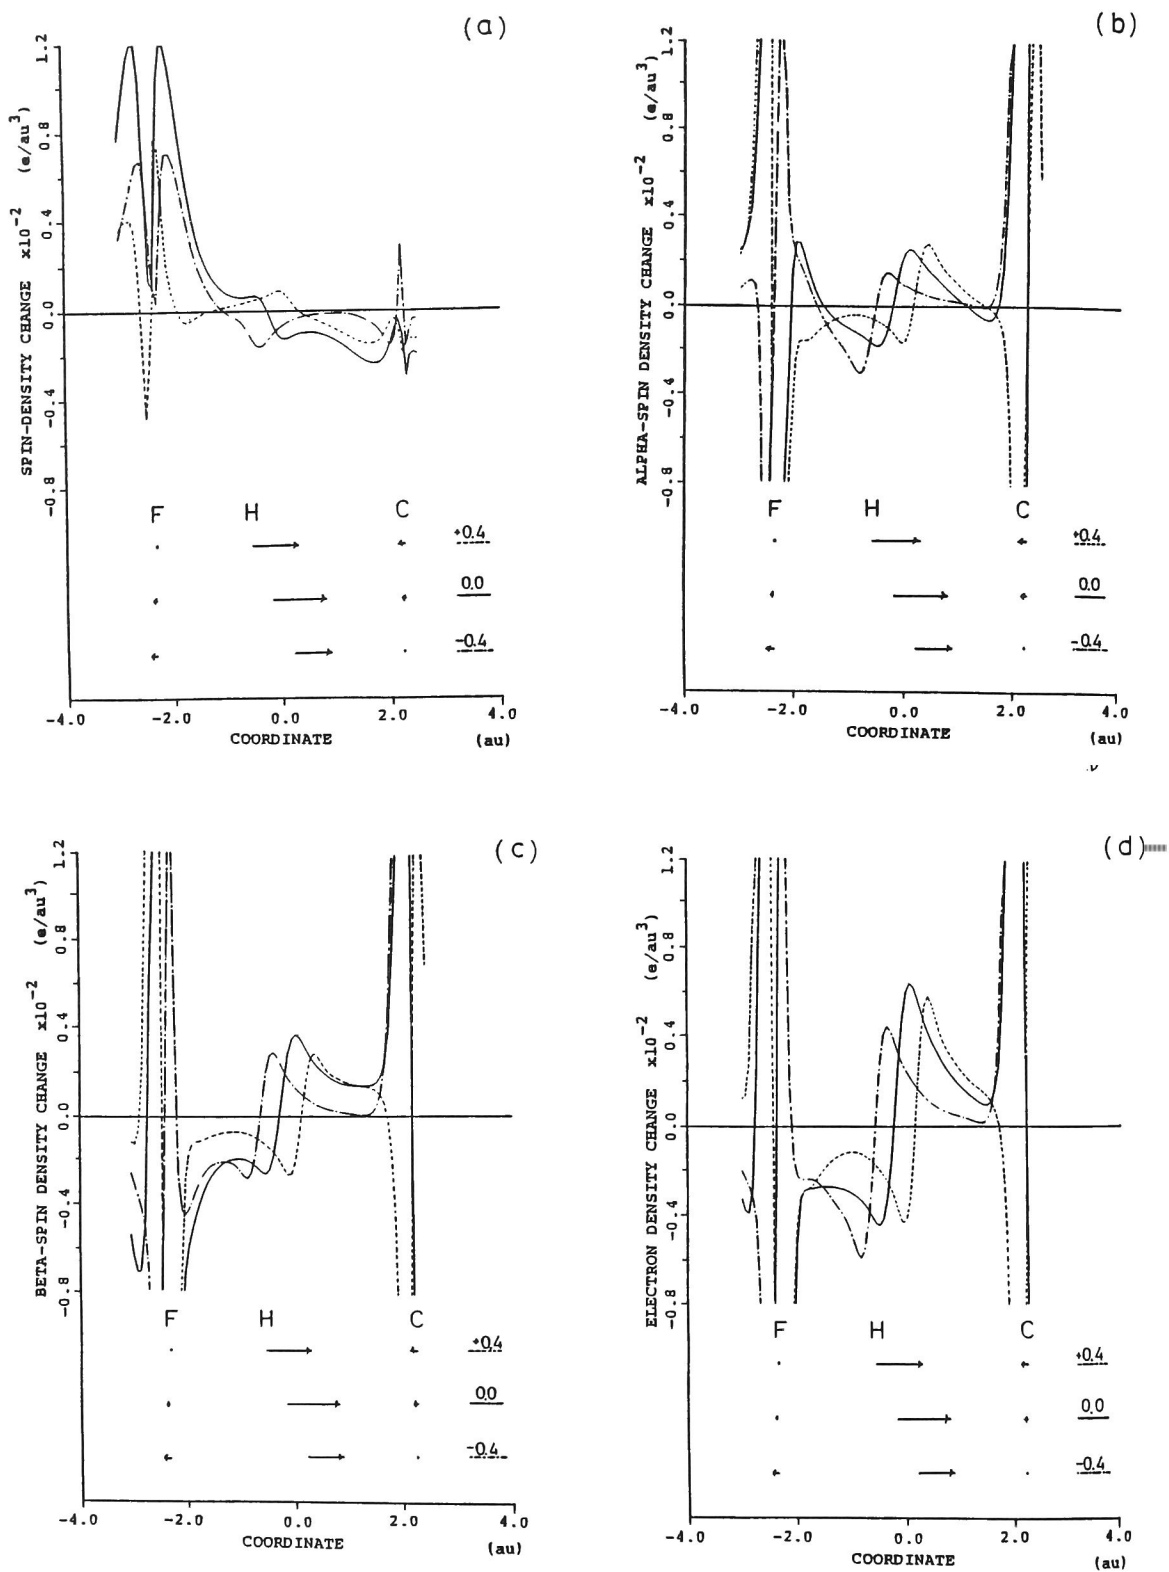 (a)
SPIN-DENSITY CHANGE x10⁻² (e/au³)
1.2
0.8
0.4
0.0
-0.4
-0.8
F H C
+0.4
0.0
-0.4
-4.0 -2.0 0.0 2.0 4.0
COORDINATE (au)
(b)
ALPHA-SPIN DENSITY CHANGE x10⁻² (e/au³)
1.2
0.8
0.4
0.0
-0.4
-0.8
F H C
+0.4
0.0
-0.4
-4.0 -2.0 0.0 2.0 4.0
COORDINATE (au)
(c)
BETA-SPIN DENSITY CHANGE x10⁻² (e/au³)
1.2
0.8
0.4
0.0
-0.4
-0.8
F H C
+0.4
0.0
-0.4
-4.0 -2.0 0.0 2.0 4.0
COORDINATE (au)
(d)
ELECTRON DENSITY CHANGE x10⁻² (e/au³)
1.2
0.8
0.4
0.0
-0.4
-0.8
F H C
+0.4
0.0
-0.4
-4.0 -2.0 0.0 2.0 4.0
COORDINATE (au)